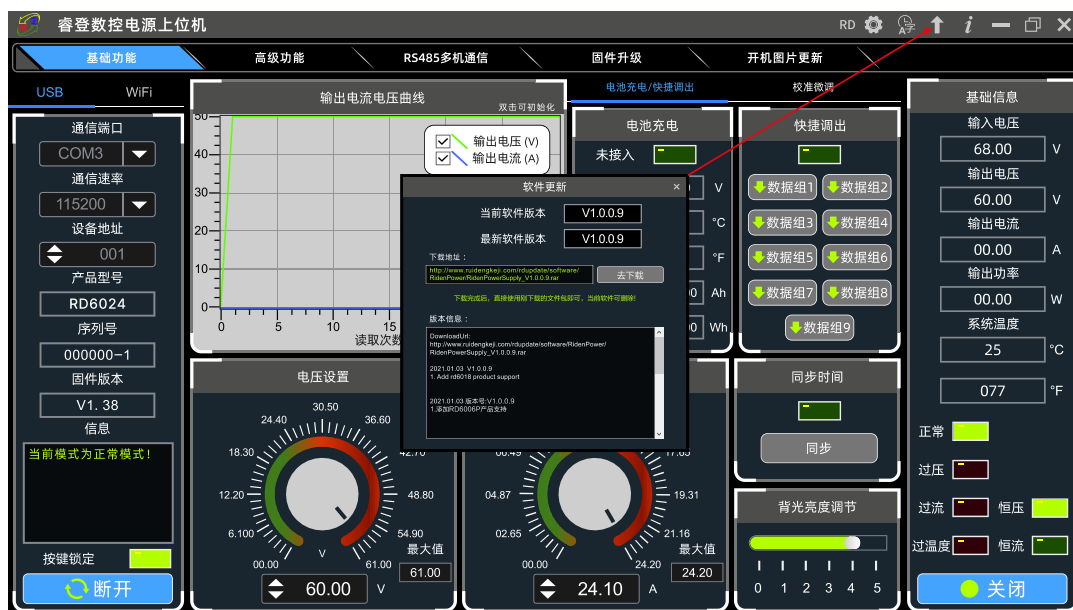 睿登数控电源上位机
RD
基础功能
高级功能
RS485多机通信
固件升级
开机图片更新
USB
WiFi
通信端口
COM3
通信速率
115200
设备地址
001
产品型号
RD6024
序列号
000000-1
固件版本
V1.38
信息
当前模式为正常模式!
按键锁定
断开
输出电流电压曲线
双击可初始化
输出电压 (V)
输出电流 (A)
50
40
30
20
10
0
0 5 10 15
读取次数
电压设置
30.50
24.40
36.60
18.30
42.70
12.20
48.80
6.100
54.90
00.00
61.00
V
最大值
61.00
60.00 V
08.49
17.65
04.87
19.31
02.65
21.16
00.00
24.20
最大值
24.20
24.10 A
电池充电/快捷调出
校准微调
电池充电
未接入
V
°C
°F
Ah
Wh
快捷调出
数据组1 数据组2
数据组3 数据组4
数据组5 数据组6
数据组7 数据组8
数据组9
同步时间
同步
背光亮度调节
0 1 2 3 4 5
软件更新
×
当前软件版本 V1.0.0.9
最新软件版本 V1.0.0.9
下载地址：
http://www.ruidengkeji.com/rdupdate/software/
RidenPower/RidenPowerSupply_V1.0.0.9.rar
去下载
下载完成后，直接使用刚下载的文件包即可，当前软件可删除!
版本信息：
DownloadUrl:
http://www.ruidengkeji.com/rdupdate/software/RidenPower/
RidenPowerSupply_V1.0.0.9.rar
2021.01.03 V1.0.0.9
1. Add rd6018 product support
2021.01.03 版本号:V1.0.0.9
1.添加RD6006P产品支持
基础信息
输入电压
68.00 V
输出电压
60.00 V
输出电流
00.00 A
输出功率
00.00 W
系统温度
25 °C
077 °F
正常
过压
过流
恒压
过温度
恒流
关闭